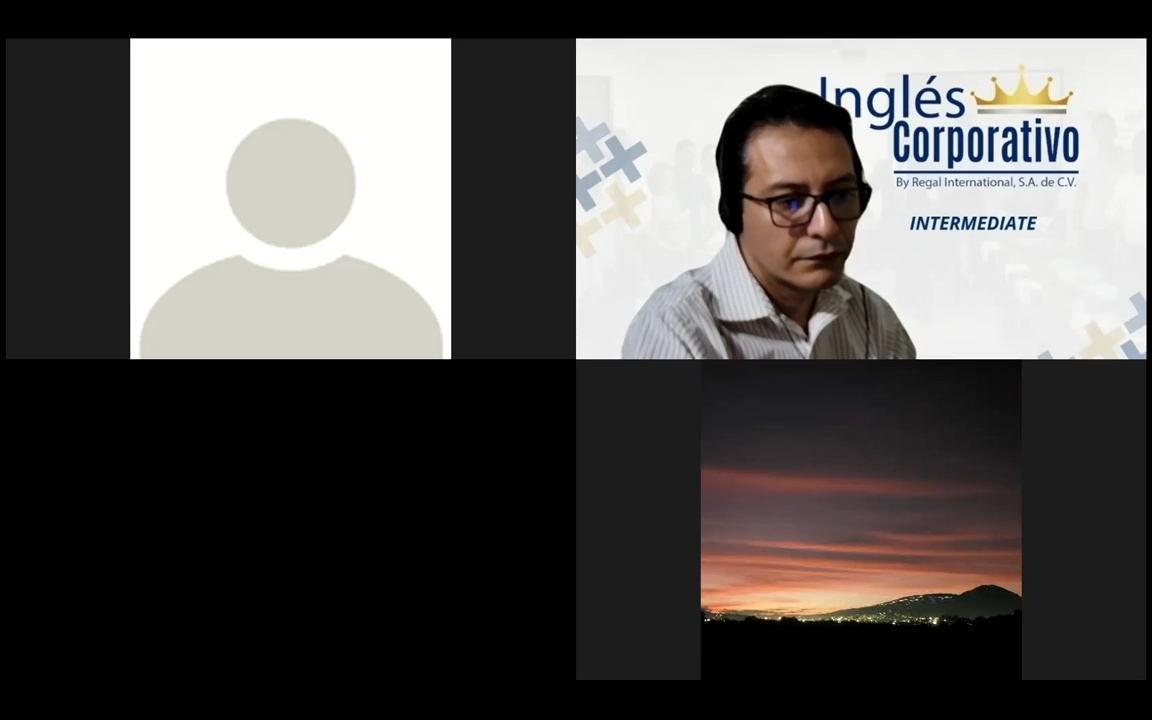 Inglés
Corporativo
By Regal International, S.A. de C.V.
INTERMEDIATE